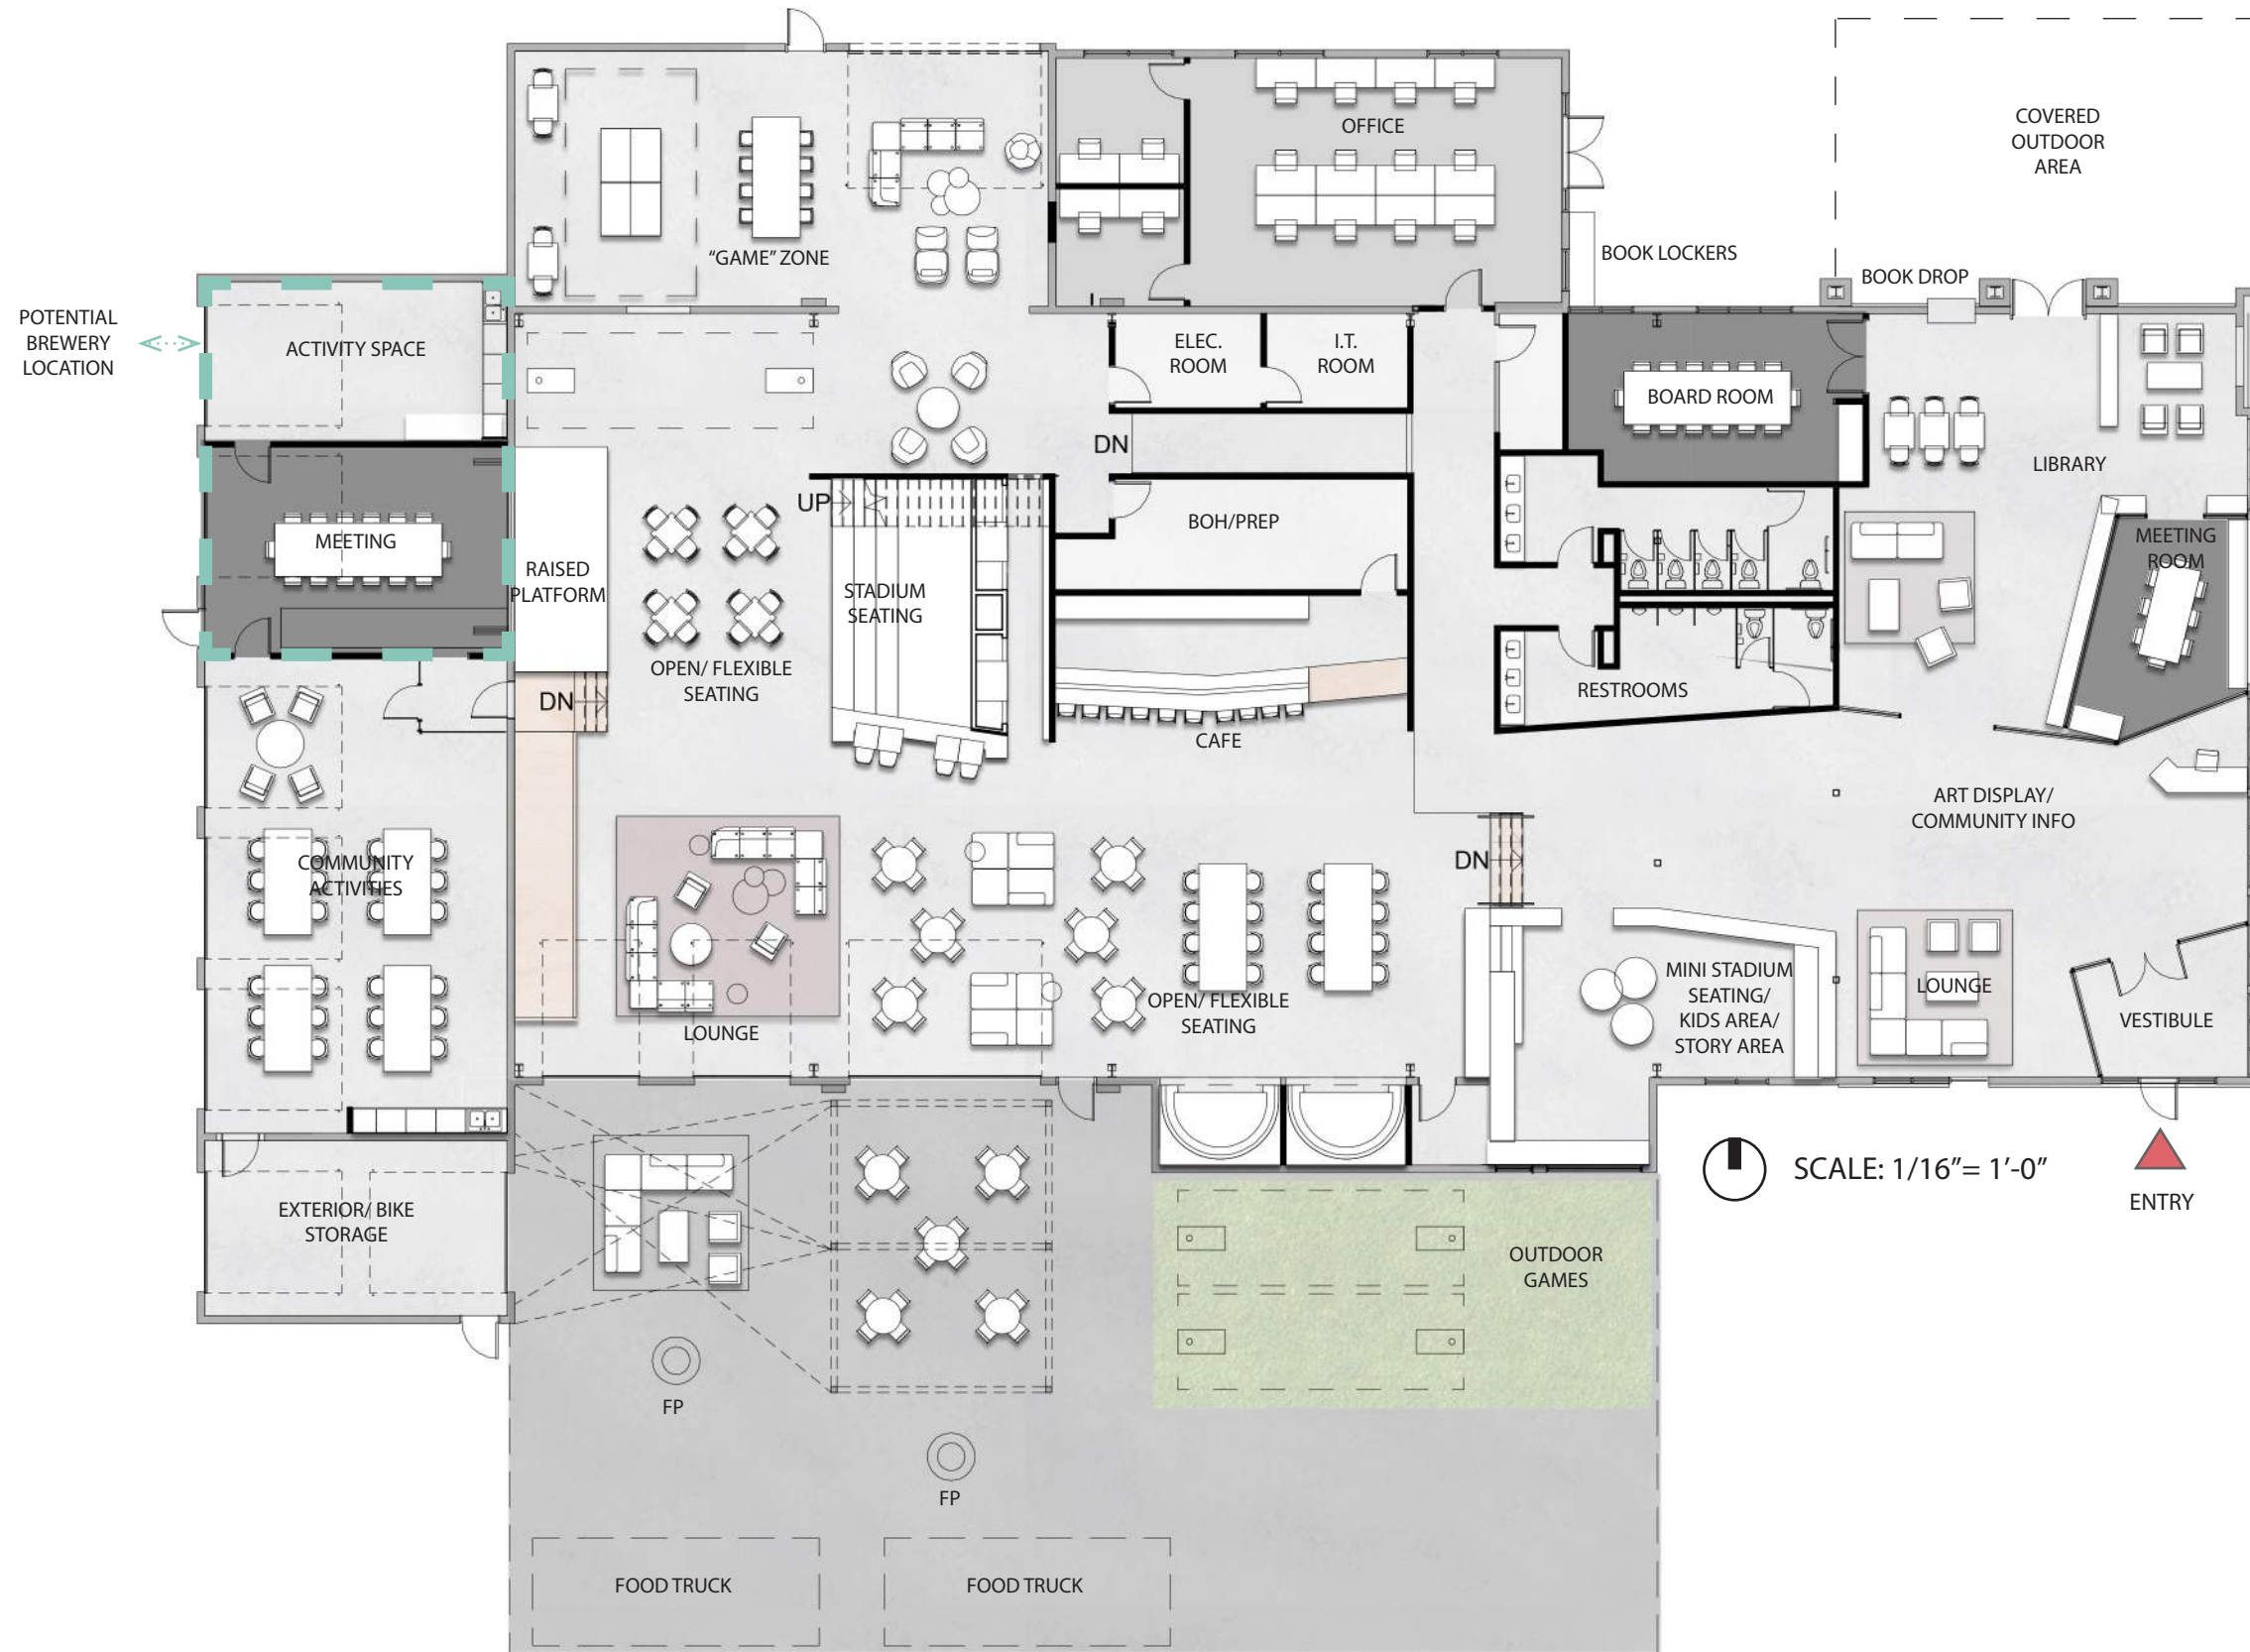 COVERED
OUTDOOR
AREA
OFFICE
"GAME" ZONE
BOOK LOCKERS
BOOK DROP
POTENTIAL
BREWERY
LOCATION
ACTIVITY SPACE
ELEC.
ROOM
I.T.
ROOM
BOARD ROOM
DN
LIBRARY
UP
BOH/PREP
MEETING
MEETING
ROOM
RAISED
PLATFORM
STADIUM
SEATING
OPEN/ FLEXIBLE
SEATING
DN
RESTROOMS
CAFE
ART DISPLAY/
COMMUNITY INFO
COMMUNITY
ACTIVITIES
DN
MINI STADIUM
SEATING/
KIDS AREA/
STORY AREA
LOUNGE
OPEN/ FLEXIBLE
SEATING
LOUNGE
VESTIBULE
SCALE: 1/16"= 1'-0"
ENTRY
EXTERIOR/ BIKE
STORAGE
OUTDOOR
GAMES
FP
FP
FOOD TRUCK
FOOD TRUCK